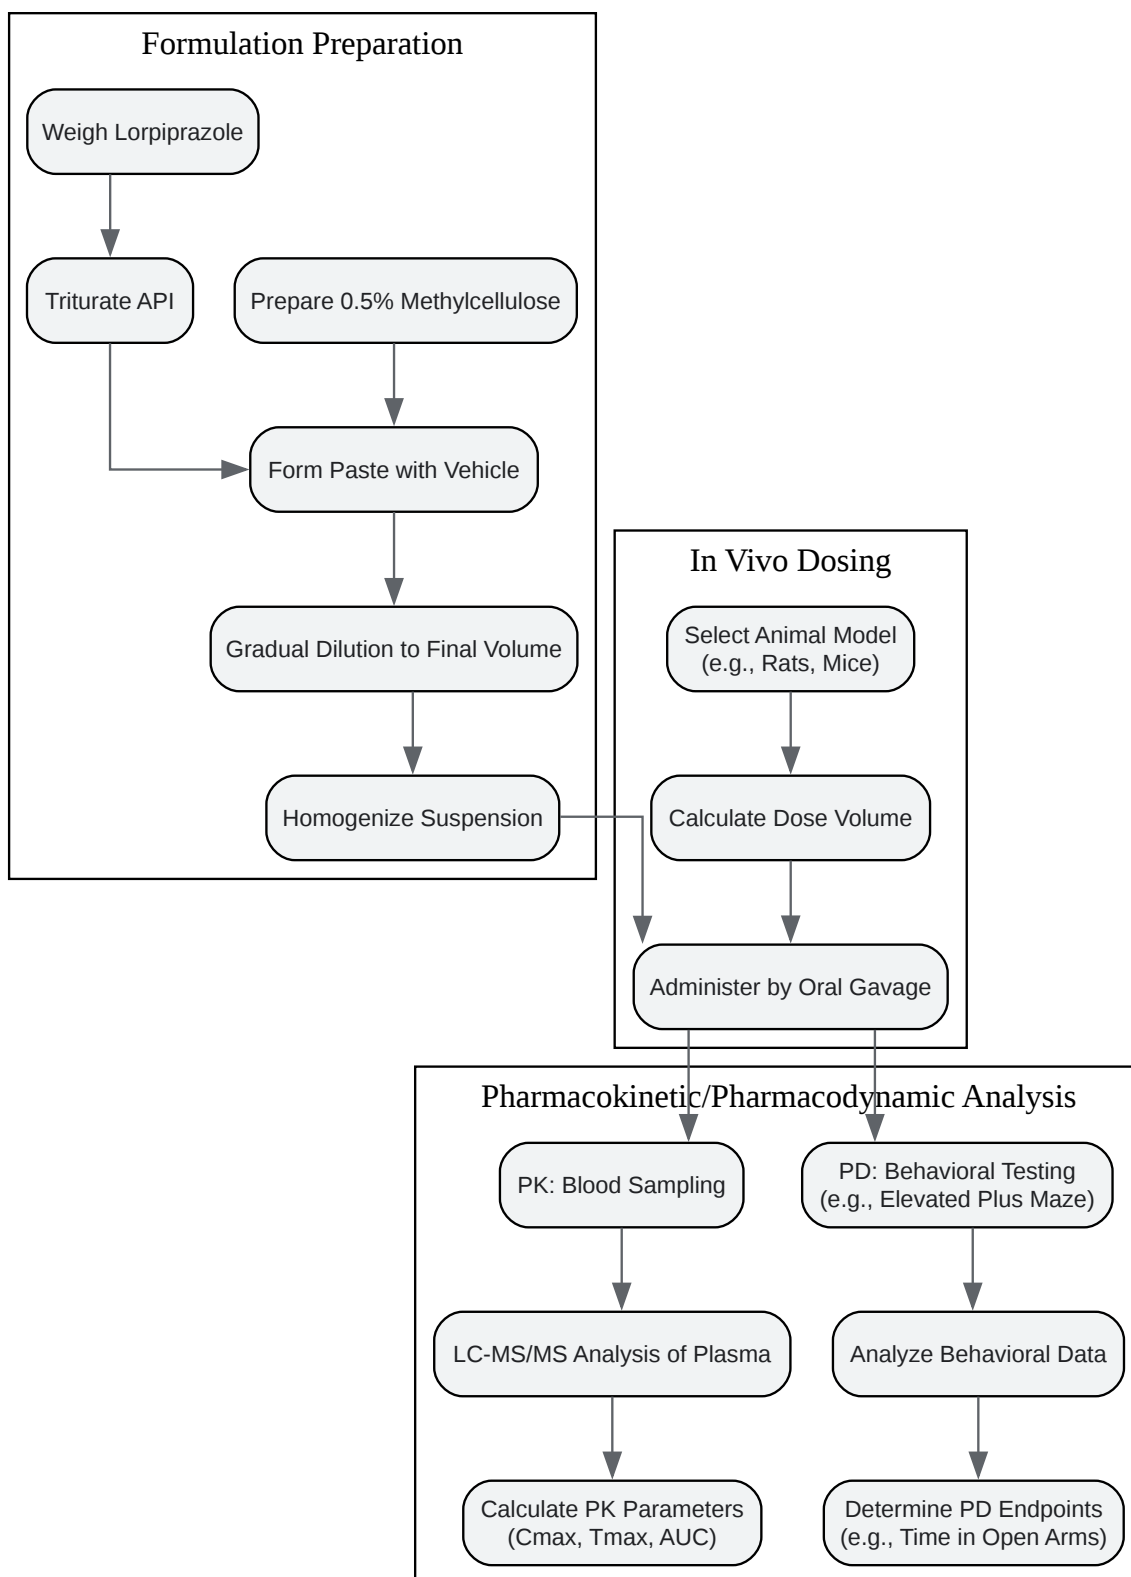 Formulation Preparation
Weigh Lorpiprazole
Triturate API
Prepare 0.5% Methylcellulose
Form Paste with Vehicle
Gradual Dilution to Final Volume
Homogenize Suspension
In Vivo Dosing
Select Animal Model
(e.g., Rats, Mice)
Calculate Dose Volume
Administer by Oral Gavage
Pharmacokinetic/Pharmacodynamic Analysis
PK: Blood Sampling
PD: Behavioral Testing
(e.g., Elevated Plus Maze)
LC-MS/MS Analysis of Plasma
Analyze Behavioral Data
Calculate PK Parameters
(Cmax, Tmax, AUC)
Determine PD Endpoints
(e.g., Time in Open Arms)